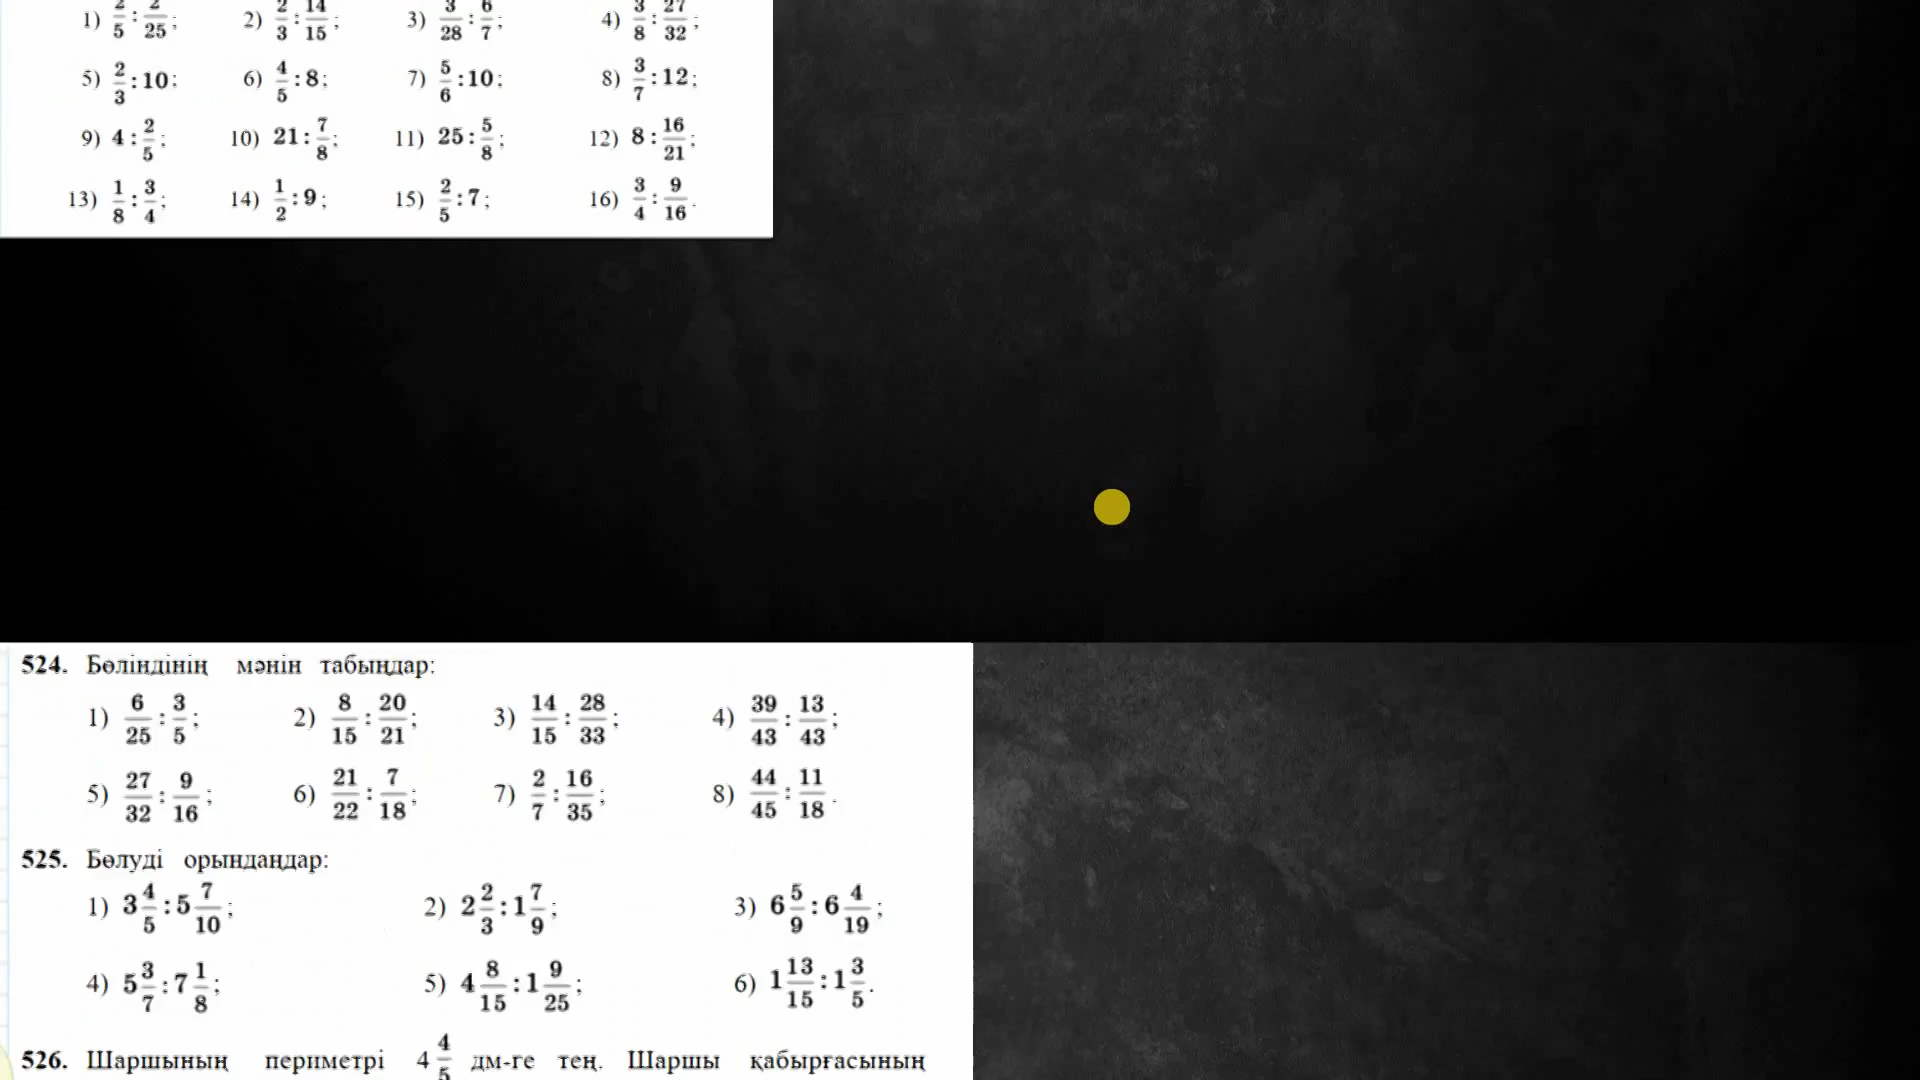 1) 2/5 : 2/25; 2) 2/3 : 14/15; 3) 3/28 : 6/7; 4) 3/8 : 27/32;
5) 2/3 : 10; 6) 4/5 : 8; 7) 5/6 : 10; 8) 3/7 : 12;
9) 4 : 2/5; 10) 21 : 7/8; 11) 25 : 5/8; 12) 8 : 16/21;
13) 1/8 : 3/4; 14) 1/2 : 9; 15) 2/5 : 7; 16) 3/4 : 9/16.
524. Бөліндінің мәнін табыңдар:
1) 6/25 : 3/5; 2) 8/15 : 20/21; 3) 14/15 : 28/33; 4) 39/43 : 13/43;
5) 27/32 : 9/16; 6) 21/22 : 7/18; 7) 2/7 : 16/35; 8) 44/45 : 11/18.
525. Бөлуді орындаңдар:
1) 3 4/5 : 5 7/10; 2) 2 2/3 : 1 7/9; 3) 6 5/9 : 6 4/19;
4) 5 3/7 : 7 1/8; 5) 4 8/15 : 1 9/25; 6) 1 13/15 : 1 3/5.
526. Шаршының периметрі 4 4/5 дм-ге тең. Шаршы қабырғасының